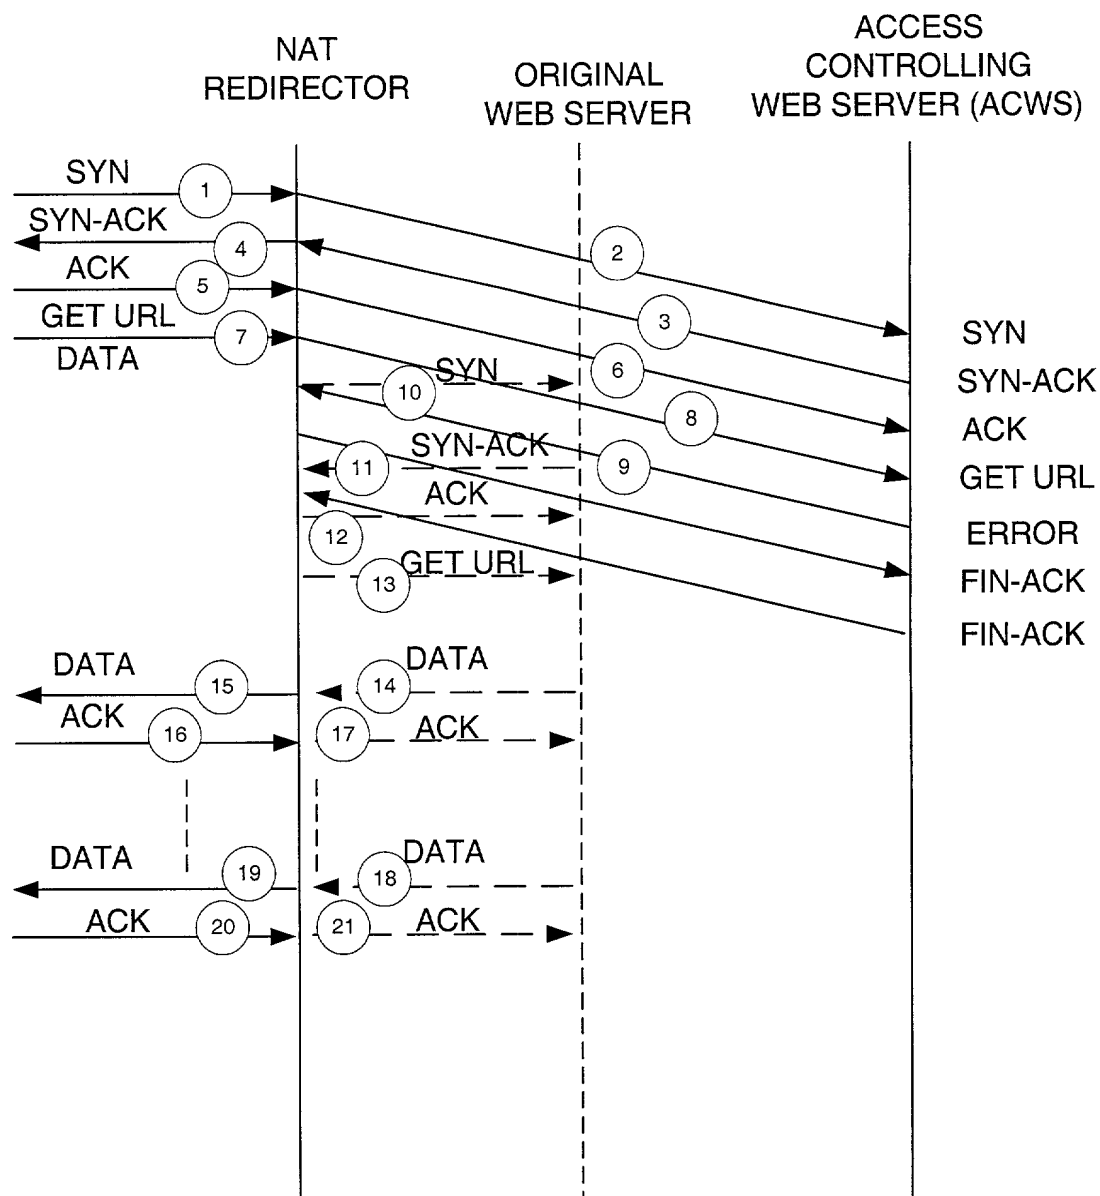 NAT
REDIRECTOR
ORIGINAL
WEB SERVER
ACCESS
CONTROLLING
WEB SERVER (ACWS)
SYN
1
SYN-ACK
4
2
ACK
5
3
SYN
GET URL
7
DATA
SYN
6
SYN-ACK
10
8
ACK
SYN-ACK
11
9
GET URL
ACK
12
ERROR
GET URL
13
FIN-ACK
FIN-ACK
DATA
15
DATA
14
ACK
16
17
ACK
DATA
19
DATA
18
ACK
20
21
ACK